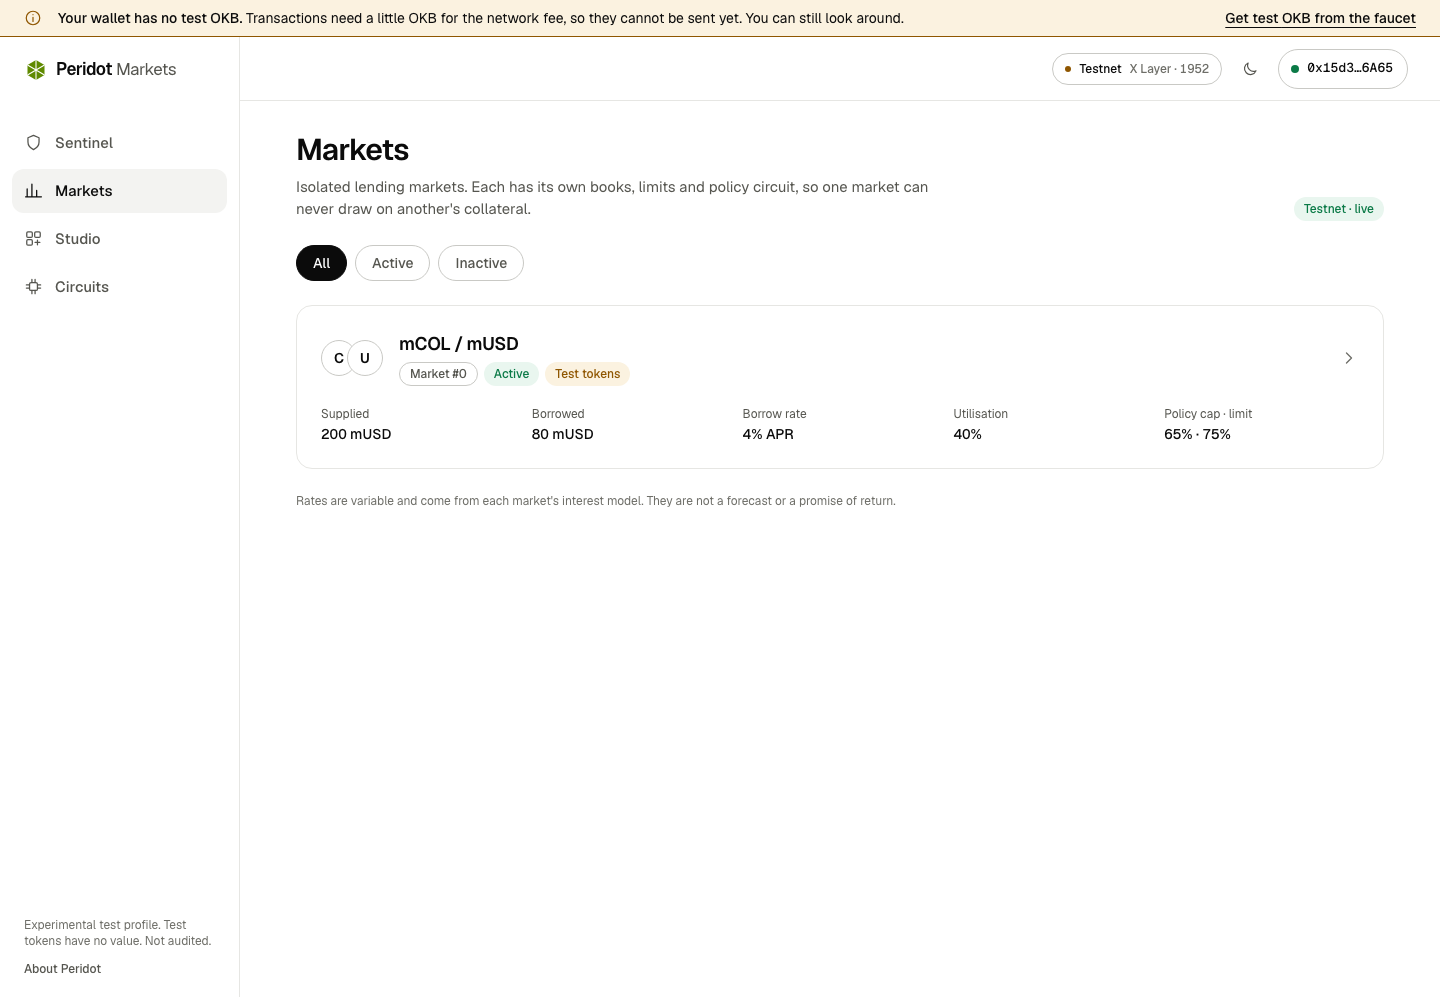 Your wallet has no test OKB. Transactions need a little OKB for the network fee, so they cannot be sent yet. You can still look around.
Get test OKB from the faucet
Peridot Markets
Testnet X Layer · 1952
0x15d3…6A65
Sentinel
Markets
Studio
Circuits
Markets
Isolated lending markets. Each has its own books, limits and policy circuit, so one market can
never draw on another's collateral.
Testnet · live
All
Active
Inactive
C U
mCOL / mUSD
Market #0
Active
Test tokens
Supplied
200 mUSD
Borrowed
80 mUSD
Borrow rate
4% APR
Utilisation
40%
Policy cap · limit
65% · 75%
Rates are variable and come from each market's interest model. They are not a forecast or a promise of return.
Experimental test profile. Test
tokens have no value. Not audited.
About Peridot